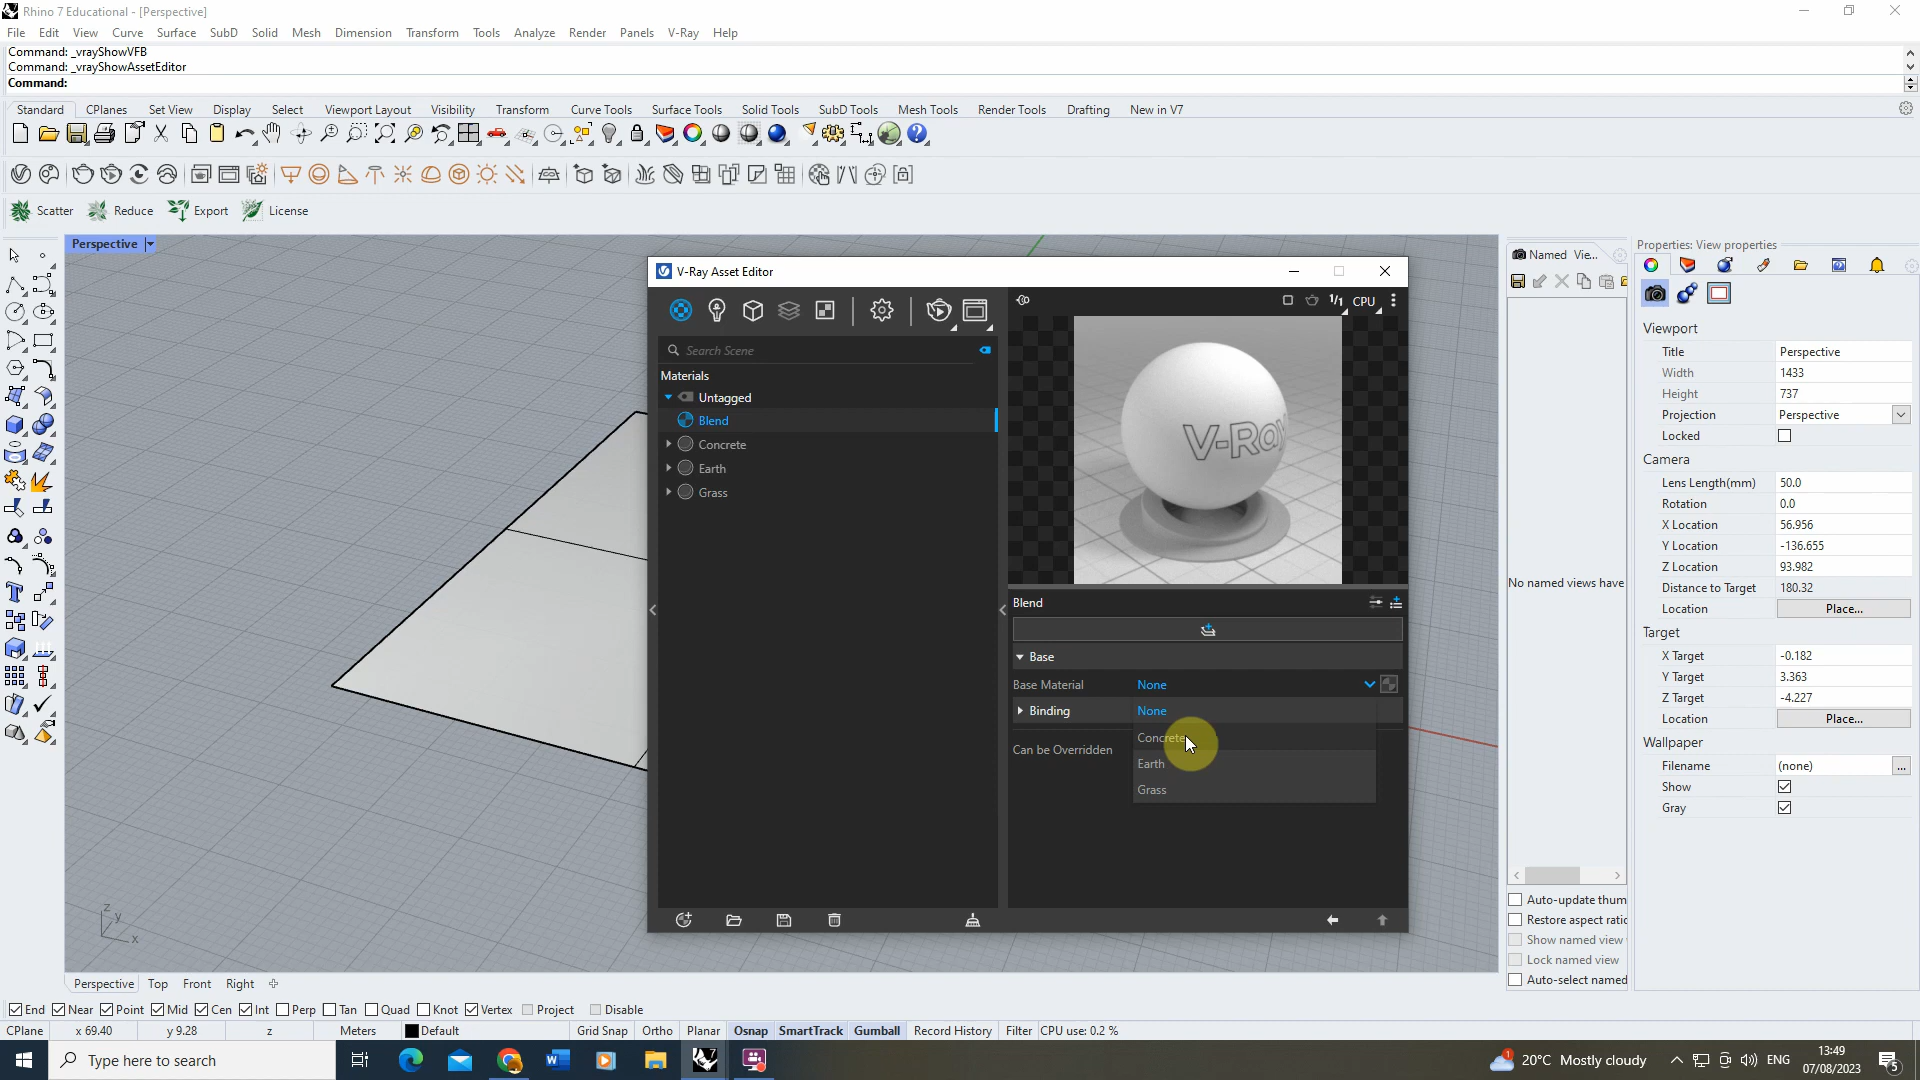 Rhino 7 Educational - [Perspective]
File Edit View Curve Surface SubD Solid Mesh Dimension Transform Tools Analyze Render Panels V-Ray Help
Command: _vrayShowVFB
Command: _vrayShowAssetEditor
Command:
Standard CPlanes Set View Display Select Viewport Layout Visibility Transform Curve Tools Surface Tools Solid Tools SubD Tools Mesh Tools Render Tools Drafting New in V7
Scatter Reduce Export License
Perspective
V-Ray Asset Editor
1/1 CPU
Search Scene
Materials
Untagged
Blend
Concrete
Earth
Grass
V-Ray
Blend
Base
Base Material None
Binding None
Concrete
Can be Overridden
Earth
Grass
Named Vie...
No named views have
Auto-update thum
Restore aspect ratio
Show named view
Lock named view
Auto-select named
Properties: View properties
Viewport
Title Perspective
Width 1433
Height 737
Projection Perspective
Locked
Camera
Lens Length(mm) 50.0
Rotation 0.0
X Location 56.956
Y Location -136.655
Z Location 93.982
Distance to Target 180.32
Location Place...
Target
X Target -0.182
Y Target 3.363
Z Target -4.227
Location Place...
Wallpaper
Filename (none) ...
Show
Gray
z
y
x
Perspective Top Front Right
End Near Point Mid Cen Int Perp Tan Quad Knot Vertex Project Disable
CPlane x 69.40 y 9.28 z Meters Default Grid Snap Ortho Planar Osnap SmartTrack Gumball Record History Filter CPU use: 0.2 %
Type here to search
1
20°C Mostly cloudy ENG
13:49
07/08/2023
5